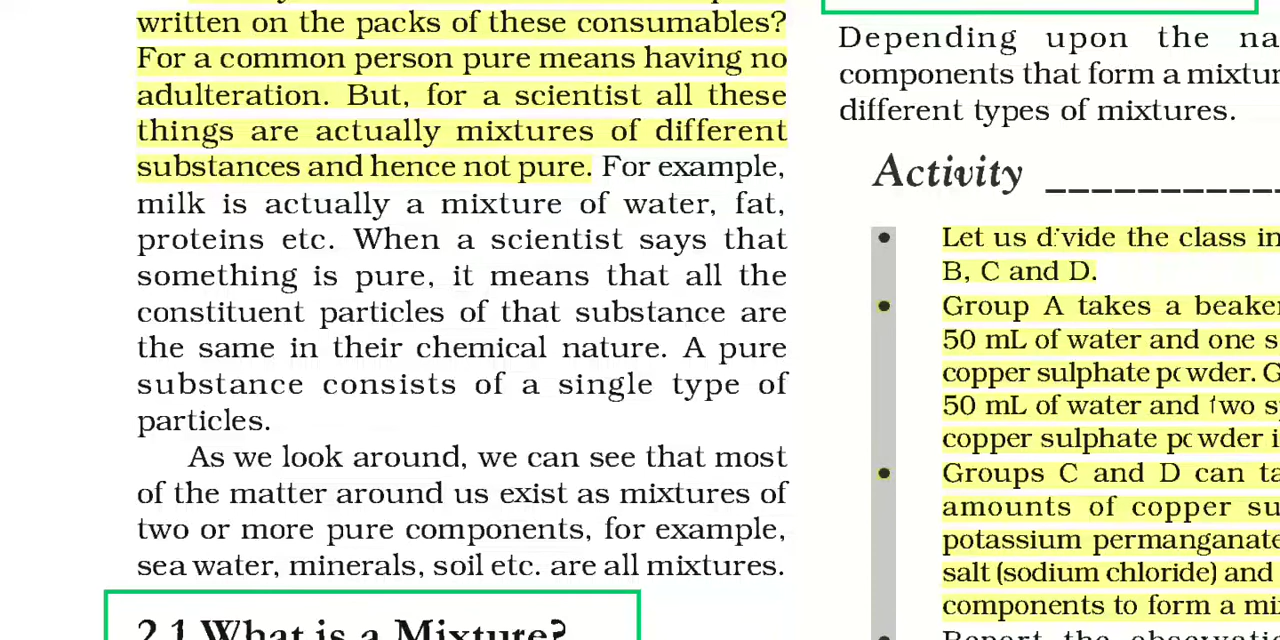 written on the packs of these consumables?
For a common person pure means having no
adulteration. But, for a scientist all these
things are actually mixtures of different
substances and hence not pure. For example,
milk is actually a mixture of water, fat,
proteins etc. When a scientist says that
something is pure, it means that all the
constituent particles of that substance are
the same in their chemical nature. A pure
substance consists of a single type of
particles.
As we look around, we can see that most
of the matter around us exist as mixtures of
two or more pure components, for example,
sea water, minerals, soil etc. are all mixtures.
2.1 What is a Mixture?
Depending upon the
components that form a
different types of mixtures.
Activity
• Let us divide the class
B, C and D.
• Group A takes a
50 mL of water and one
copper sulphate powder.
50 mL of water and two
copper sulphate powder
• Groups C and D can
amounts of copper
potassium
salt (sodium chloride) and
components to form a
• Report the